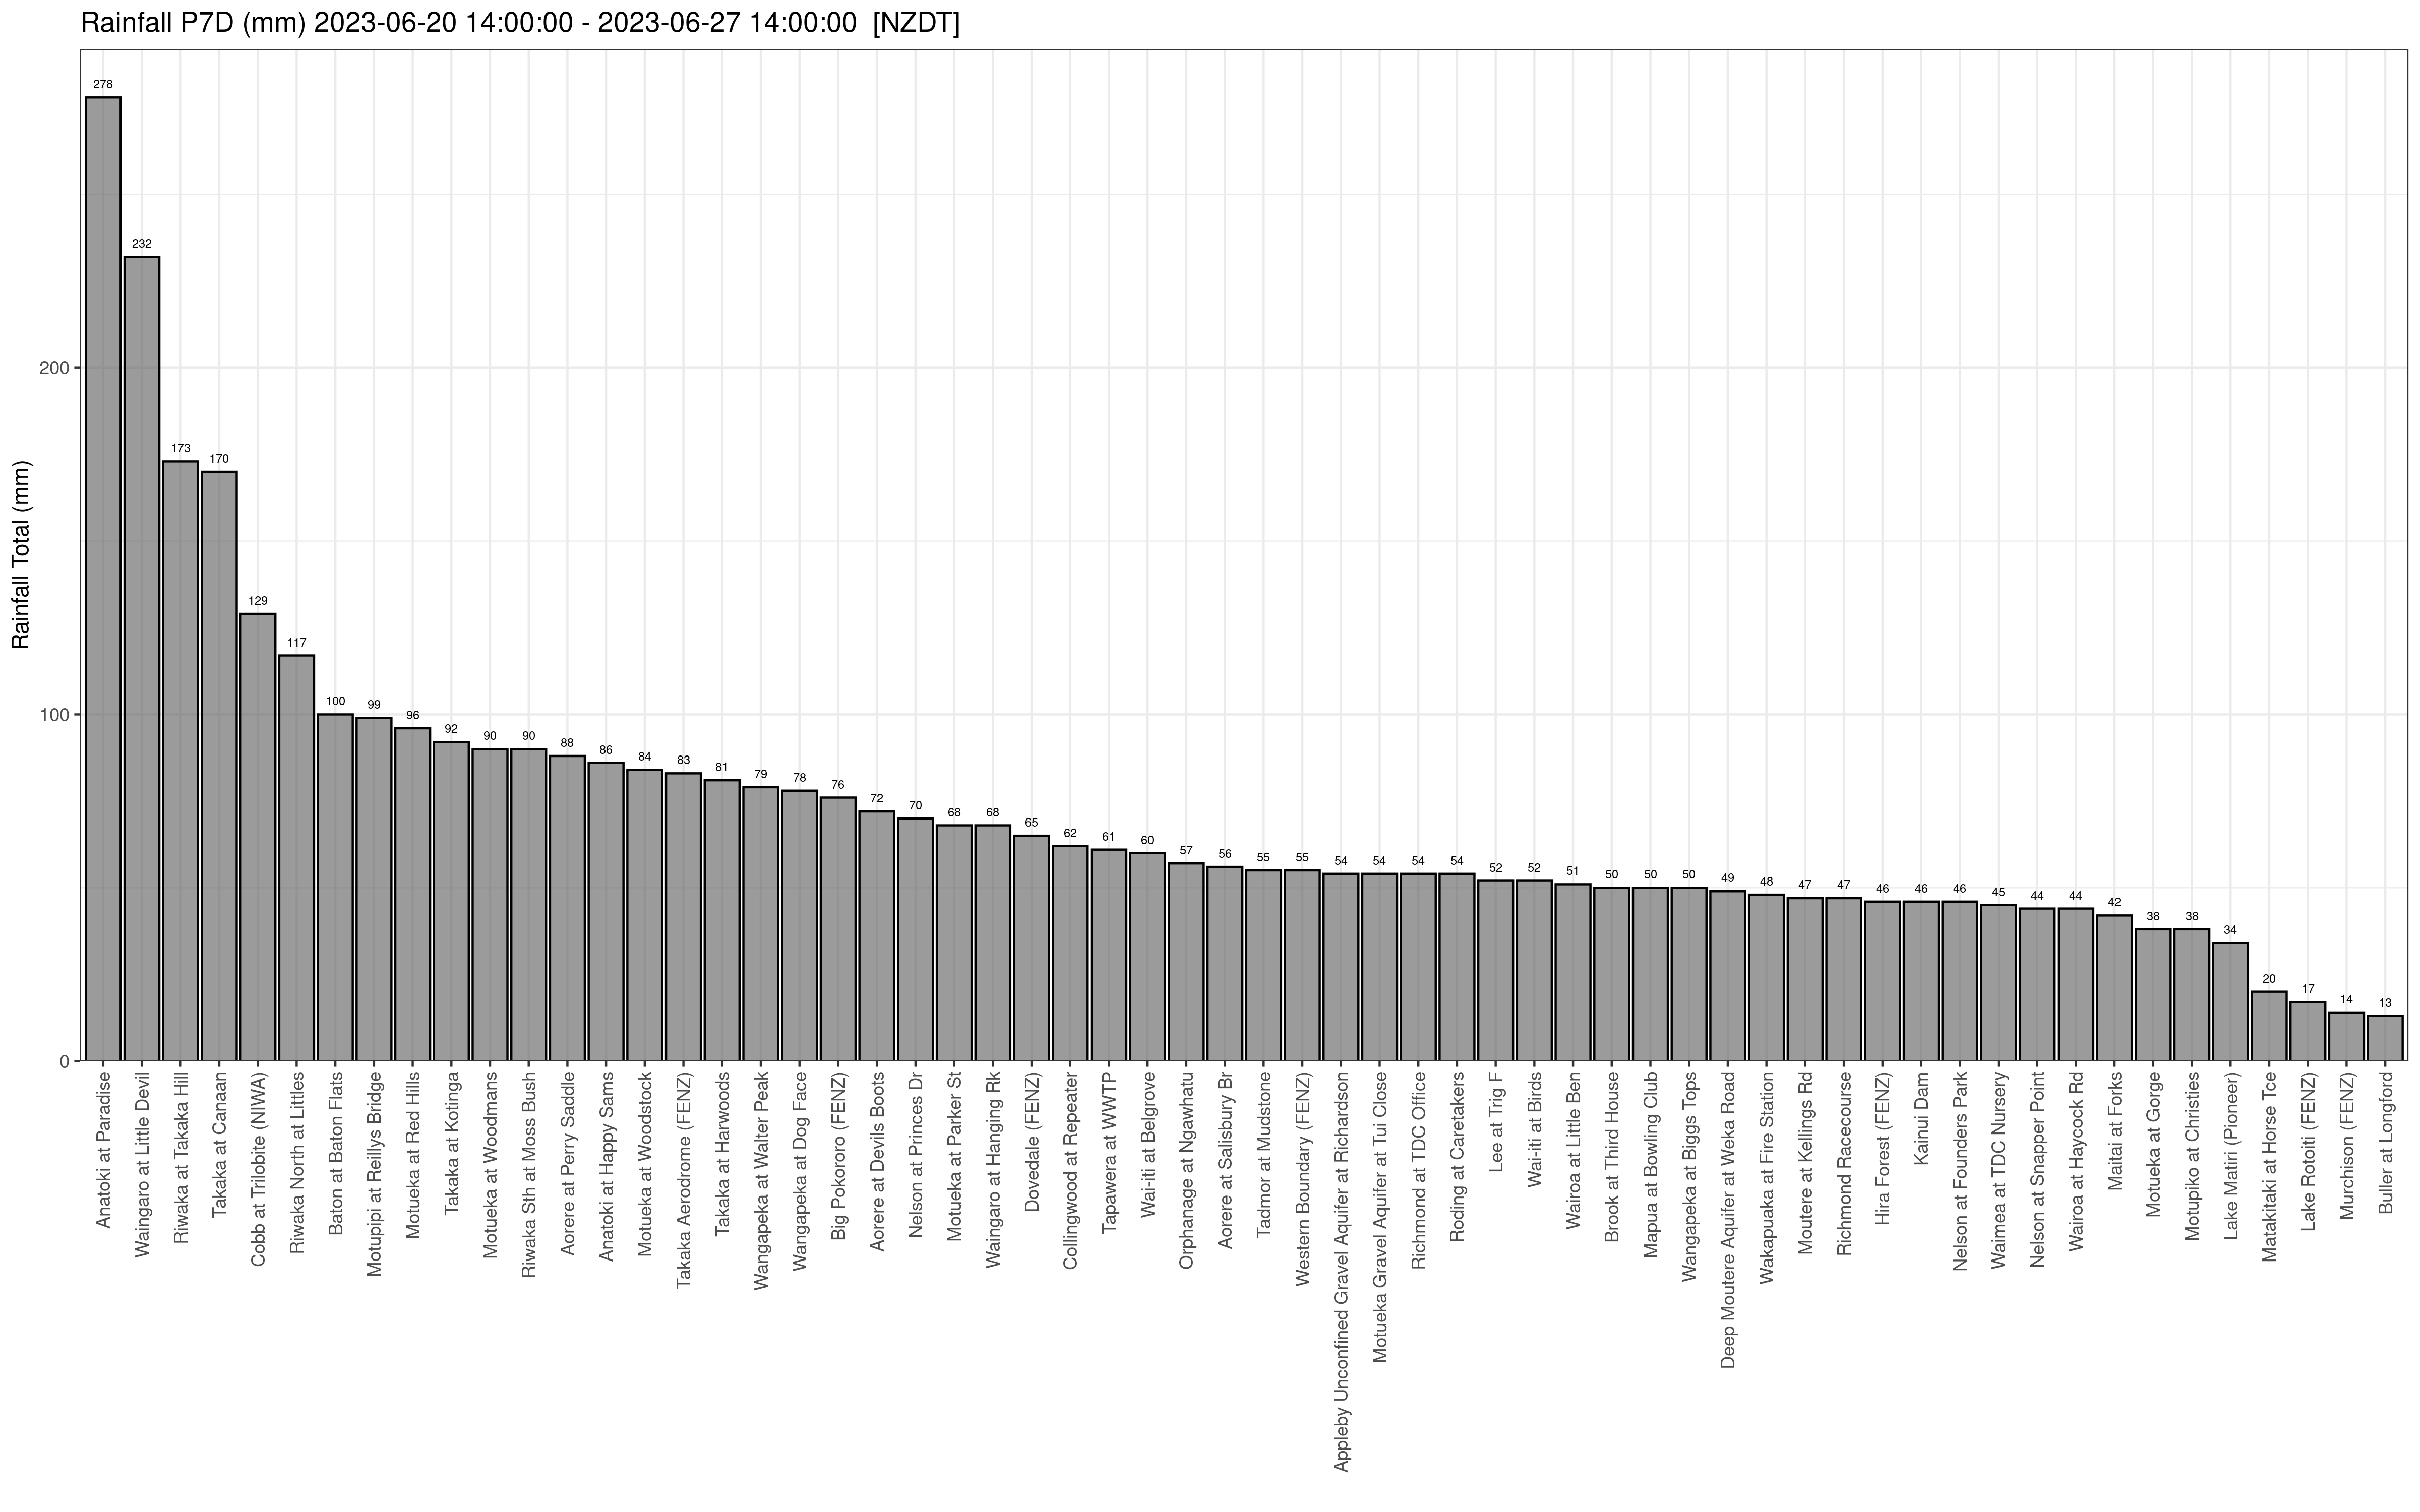 Rainfall P7D (mm) 2023-06-20 14:00:00 - 2023-06-27 14:00:00  [NZDT]
Rainfall Total (mm)
200
100
0
278
232
173
170
129
117
100
99
96
92
90
90
88
86
84
83
81
79
78
76
72
70
68
68
65
62
61
60
57
56
55
55
54
54
54
54
52
52
51
50
50
50
49
48
47
47
46
46
46
45
44
44
42
38
38
34
20
17
14
13
Anatoki at Paradise
Waingaro at Little Devil
Riwaka at Takaka Hill
Takaka at Canaan
Cobb at Trilobite (NIWA)
Riwaka North at Littles
Baton at Baton Flats
Motupipi at Reillys Bridge
Motueka at Red Hills
Takaka at Kotinga
Motueka at Woodmans
Riwaka Sth at Moss Bush
Aorere at Perry Saddle
Anatoki at Happy Sams
Motueka at Woodstock
Takaka Aerodrome (FENZ)
Takaka at Harwoods
Wangapeka at Walter Peak
Wangapeka at Dog Face
Big Pokororo (FENZ)
Aorere at Devils Boots
Nelson at Princes Dr
Motueka at Parker St
Waingaro at Hanging Rk
Dovedale (FENZ)
Collingwood at Repeater
Tapawera at WWTP
Wai-iti at Belgrove
Orphanage at Ngawhatu
Aorere at Salisbury Br
Tadmor at Mudstone
Western Boundary (FENZ)
Appleby Unconfined Gravel Aquifer at Richardson
Motueka Gravel Aquifer at Tui Close
Richmond at TDC Office
Roding at Caretakers
Lee at Trig F
Wai-iti at Birds
Wairoa at Little Ben
Brook at Third House
Mapua at Bowling Club
Wangapeka at Biggs Tops
Deep Moutere Aquifer at Weka Road
Wakapuaka at Fire Station
Moutere at Kellings Rd
Richmond Racecourse
Hira Forest (FENZ)
Kainui Dam
Nelson at Founders Park
Waimea at TDC Nursery
Nelson at Snapper Point
Wairoa at Haycock Rd
Maitai at Forks
Motueka at Gorge
Motupiko at Christies
Lake Matiri (Pioneer)
Matakitaki at Horse Tce
Lake Rotoiti (FENZ)
Murchison (FENZ)
Buller at Longford